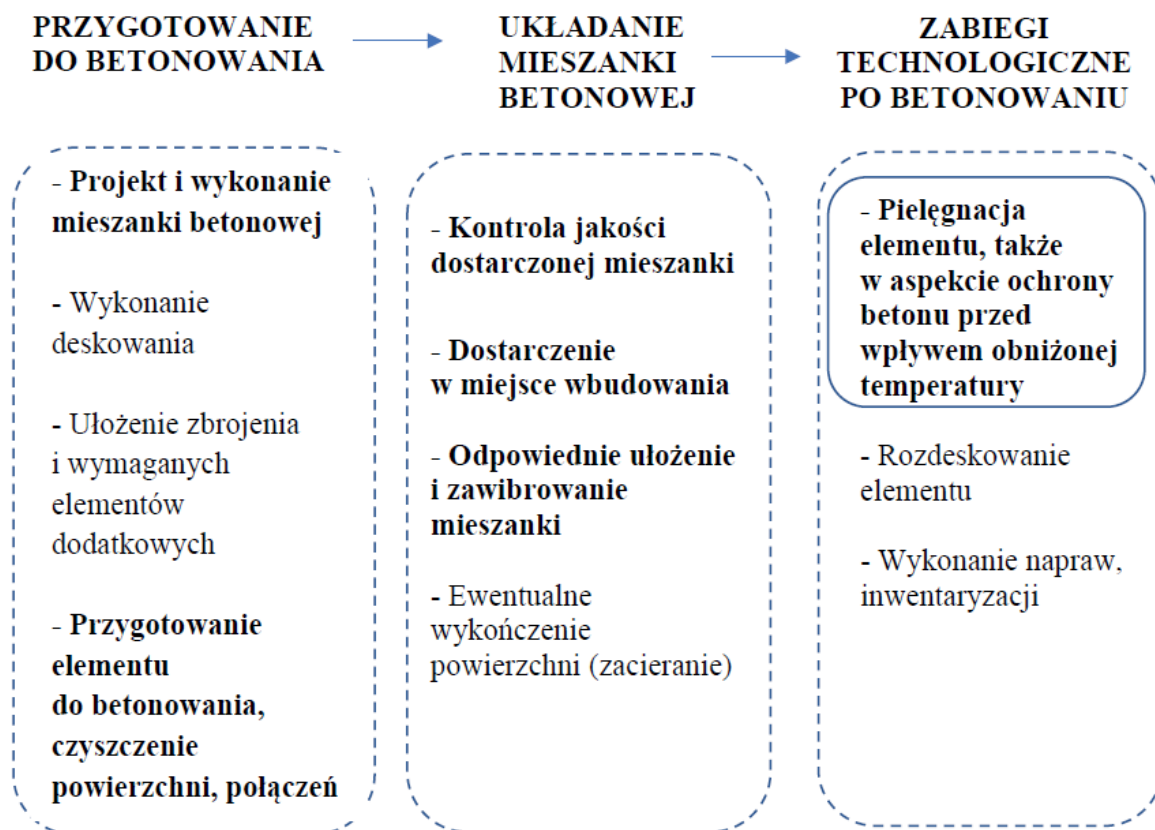 PRZYGOTOWANIE
DO BETONOWANIA
UKŁADANIE
MIESZANKI
BETONOWEJ
ZABIEGI
TECHNOLOGICZNE
PO BETONOWANIU
- Projekt i wykonanie
mieszanki betonowej
- Wykonanie
deskowania
- Ułożenie zbrojenia
i wymaganych
elementów
dodatkowych
- Przygotowanie
elementu
do betonowania,
czyszczenie
powierzchni, połączeń
- Kontrola jakości
dostarczonej mieszanki
- Dostarczenie
w miejsce wbudowania
- Odpowiednie ułożenie
i zawibrowanie
mieszanki
- Ewentualne
wykończenie
powierzchni (zacieranie)
- Pielęgnacja
elementu, także
w aspekcie ochrony
betonu przed
wpływem obniżonej
temperatury
- Rozdeskowanie
elementu
- Wykonanie napraw,
inwentaryzacji